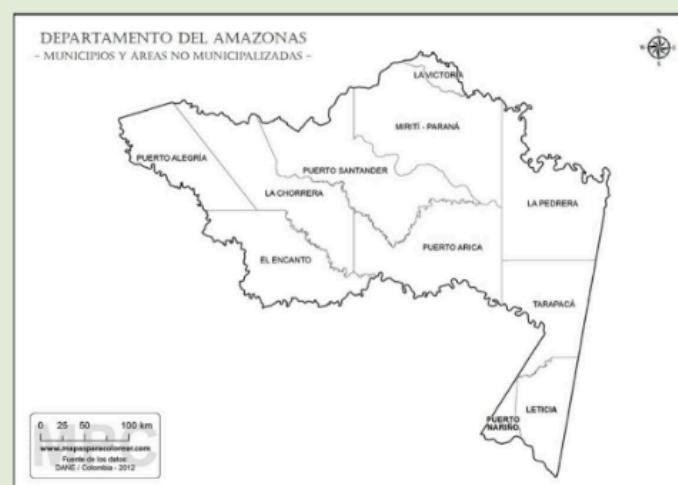 DEPARTAMENTO DEL AMAZONAS
- MUNICIPIOS Y ÁREAS NO MUNICIPALIZADAS -
N
W E
S
LA VICTORIA
MIRITÍ - PARANÁ
PUERTO ALEGRÍA
PUERTO SANTANDER
LA CHORRERA
LA PEDRERA
EL ENCANTO
PUERTO ARICA
TARAPACÁ
LETICIA
PUERTO
NARIÑO
0 25 50 100 km
MPC
www.mapasparacolorear.com
Fuente de los datos:
DANE / Colombia - 2012